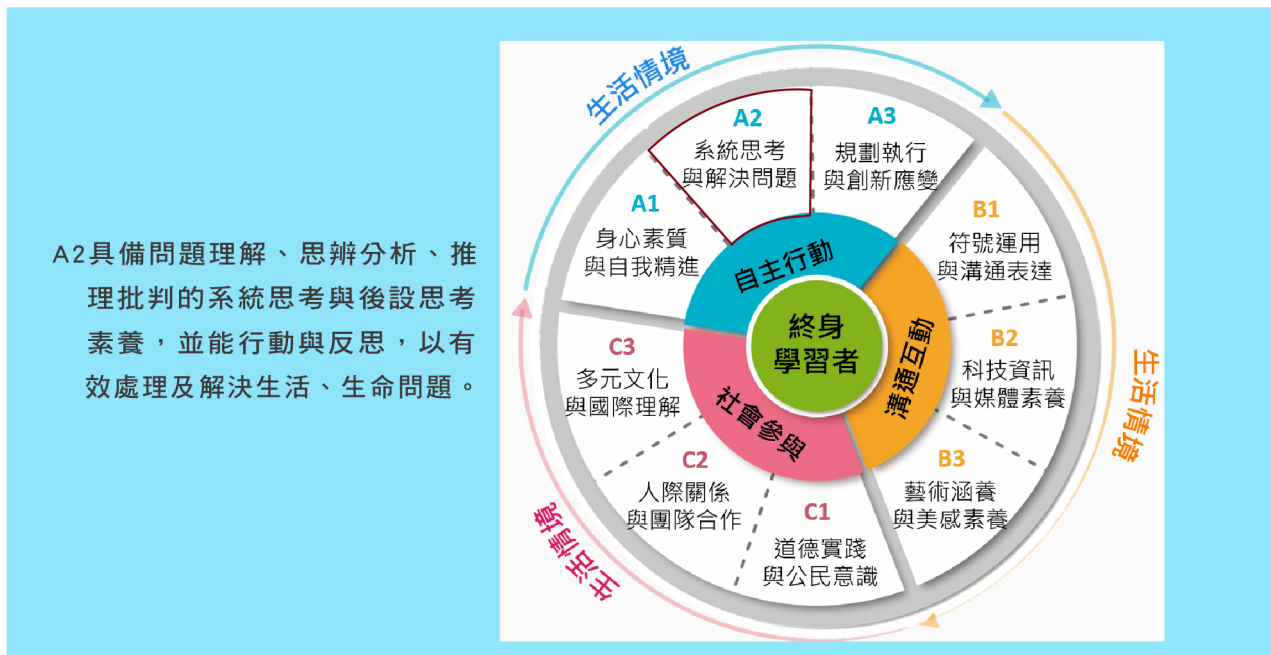 A2具備問題理解、思辨分析、推
理批判的系統思考與後設思考
素養，並能行動與反思，以有
效處理及解決生活、生命問題。
生活情境
A1
身心素質
與自我精進
A2
系統思考
與解決問題
A3
規劃執行
與創新應變
自主行動
B1
符號運用
與溝通表達
B2
科技資訊
與媒體素養
B3
藝術涵養
與美感素養
溝通互動
生活情境
C1
道德實踐
與公民意識
C2
人際關係
與團隊合作
C3
多元文化
與國際理解
社會參與
生活情境
終身
學習者